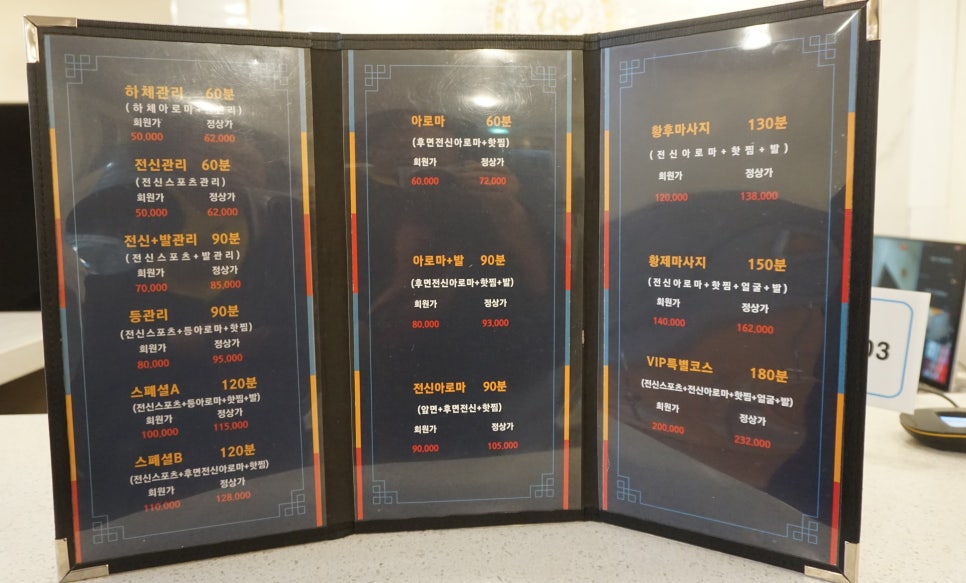 하체관리 60분
(하체아로마+관리)
회원가 정상가
50,000 62,000
전신관리 60분
(전신스포츠관리)
회원가 정상가
50,000 62,000
전신+발관리 90분
(전신스포츠+발관리)
회원가 정상가
70,000 85,000
등관리 90분
(전신스포츠+등아로마+핫찜)
회원가 정상가
80,000 95,000
스페셜A 120분
(전신스포츠+등아로마+핫찜+발)
회원가 정상가
100,000 115,000
스페셜B 120분
(전신스포츠+후면전신아로마+핫찜)
회원가 정상가
110,000 128,000
아로마 60분
(후면전신아로마+핫찜)
회원가 정상가
60,000 72,000
아로마+발 90분
(후면전신아로마+핫찜+발)
회원가 정상가
80,000 93,000
전신아로마 90분
(앞면+후면전신+핫찜)
회원가 정상가
90,000 105,000
황후마사지 130분
(전신아로마+핫찜+발)
회원가 정상가
120,000 138,000
황제마사지 150분
(전신아로마+핫찜+얼굴+발)
회원가 정상가
140,000 162,000
VIP특별코스 180분
(전신스포츠+전신아로마+핫찜+얼굴+발)
회원가 정상가
200,000 232,000
03